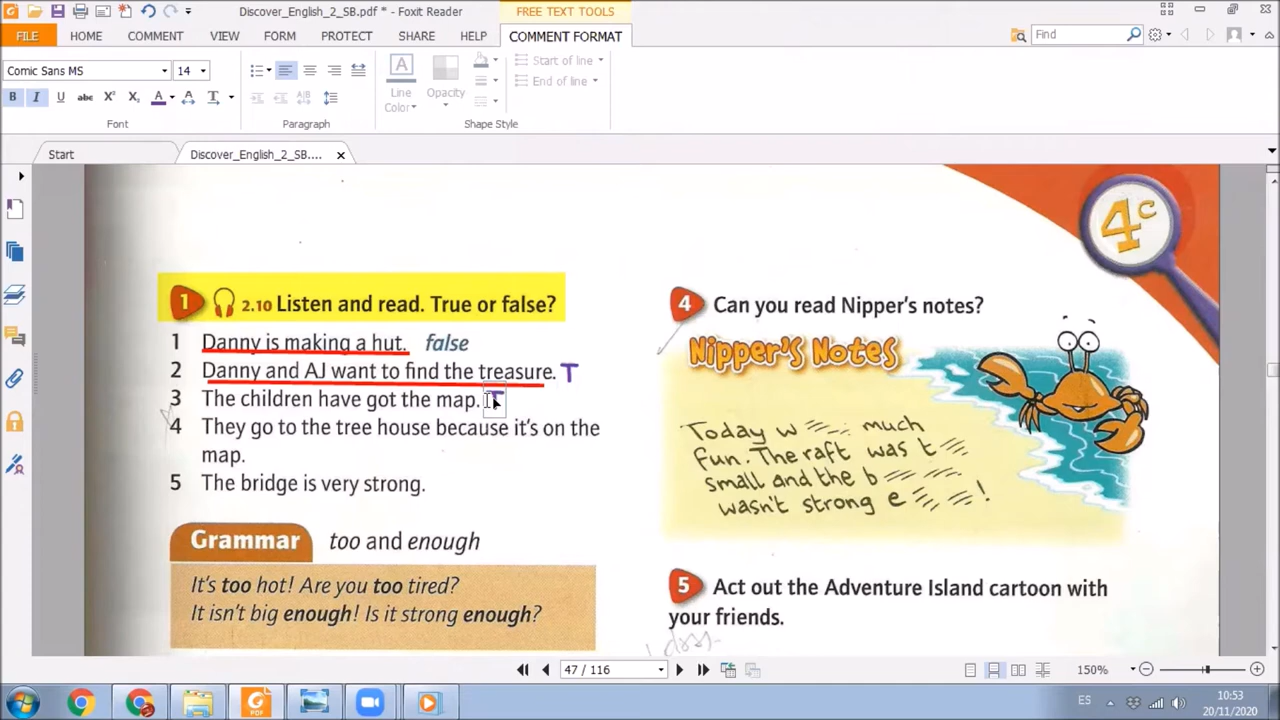 Discover_English_2_SB.pdf * - Foxit Reader
FREE TEXT TOOLS
FILE HOME COMMENT VIEW FORM PROTECT SHARE HELP COMMENT FORMAT
Find
Comic Sans MS 14
Start of line
End of line
B I U abc X² X₂ A A T
Line Color
Opacity
Font Paragraph Shape Style
Start
Discover_English_2_SB....
4c
1 2.10 Listen and read. True or false?
1 Danny is making a hut. false
2 Danny and AJ want to find the treasure. T
3 The children have got the map. T
4 They go to the tree house because it's on the
map.
5 The bridge is very strong.
Grammar too and enough
It's too hot! Are you too tired?
It isn't big enough! Is it strong enough?
4 Can you read Nipper's notes?
Nipper's Notes
Today w much
fun. The raft was t
small and the b
wasn't strong e !
5 Act out the Adventure Island cartoon with
your friends.
47 / 116
150%
PDF
ES
10:53
20/11/2020